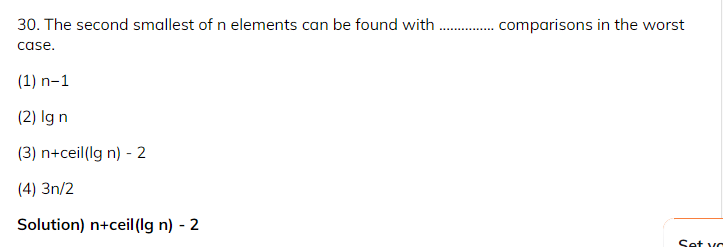 30. The second smallest of n elements can be found with ............... comparisons in the worst
case.
(1) n−1
(2) lg n
(3) n+ceil(lg n) - 2
(4) 3n/2
Solution) n+ceil(lg n) - 2
Set